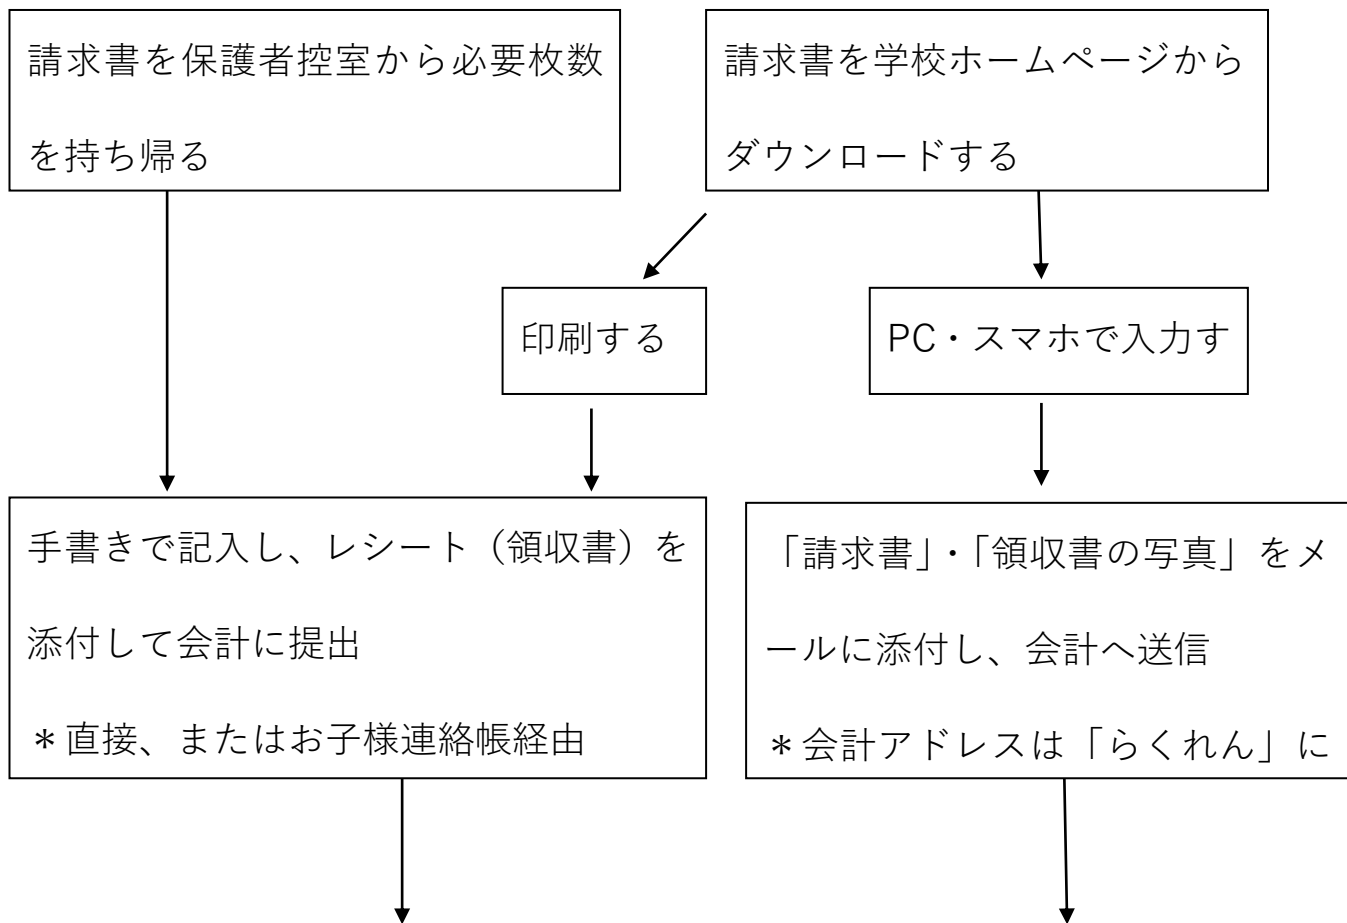 請求書を保護者控室から必要枚数
を持ち帰る
請求書を学校ホームページから
ダウンロードする
印刷する
PC・スマホで入力す
手書きで記入し、レシート（領収書）を
添付して会計に提出
＊直接、またはお子様連絡帳経由
「請求書」・「領収書の写真」をメ
ールに添付し、会計へ送信
＊会計アドレスは「らくれん」に